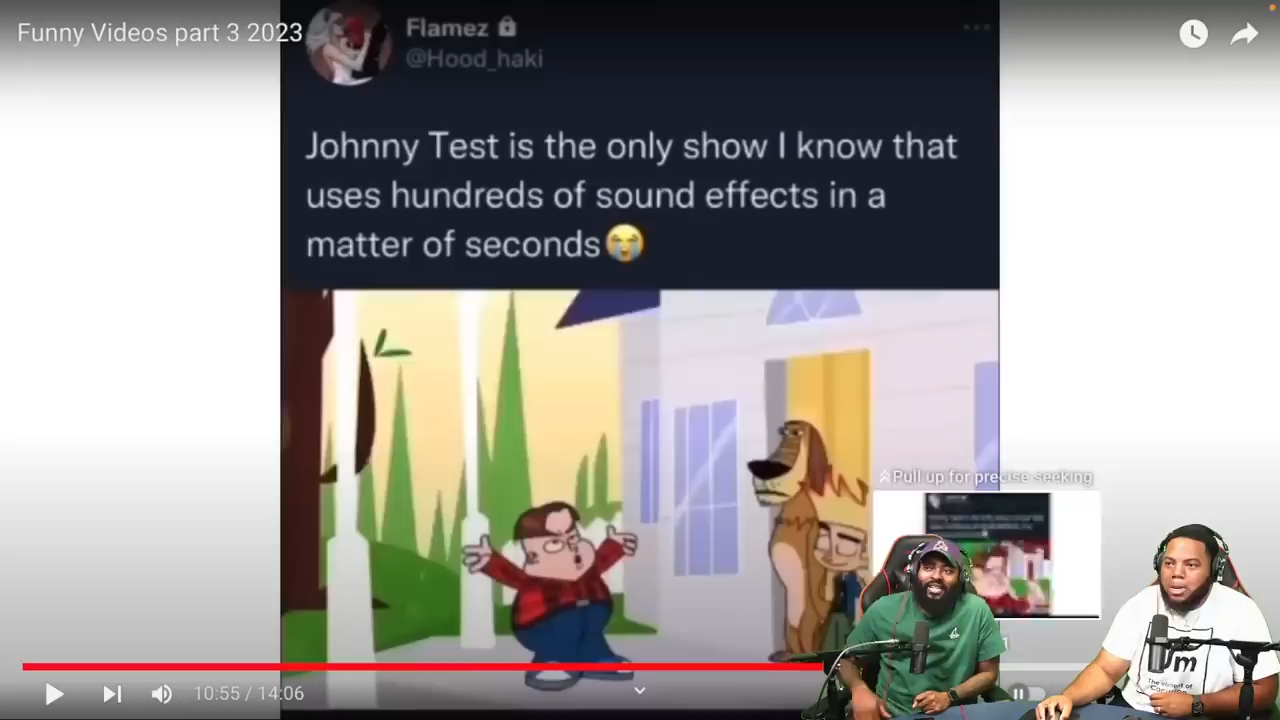 Funny Videos part 3 2023
Flamez
@Hood_haki
Johnny Test is the only show I know that
uses hundreds of sound effects in a
matter of seconds😭
Pull up for precise seeking
10:55 / 14:06